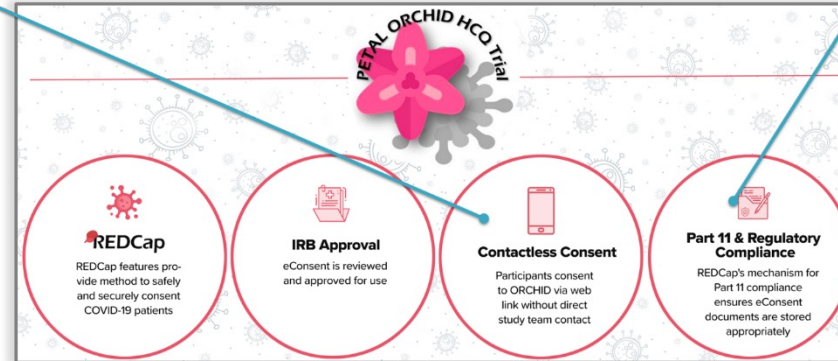 PETAL ORCHID HCQ Trial
REDCap
REDCap features pro-
vide method to safely
and securely consent
COVID-19 patients
IRB Approval
eConsent is reviewed
and approved for use
Contactless Consent
Participants consent
to ORCHID via web
link without direct
study team contact
Part 11 & Regulatory
Compliance
REDCap's mechanism for
Part 11 compliance
ensures eConsent
documents are stored
appropriately